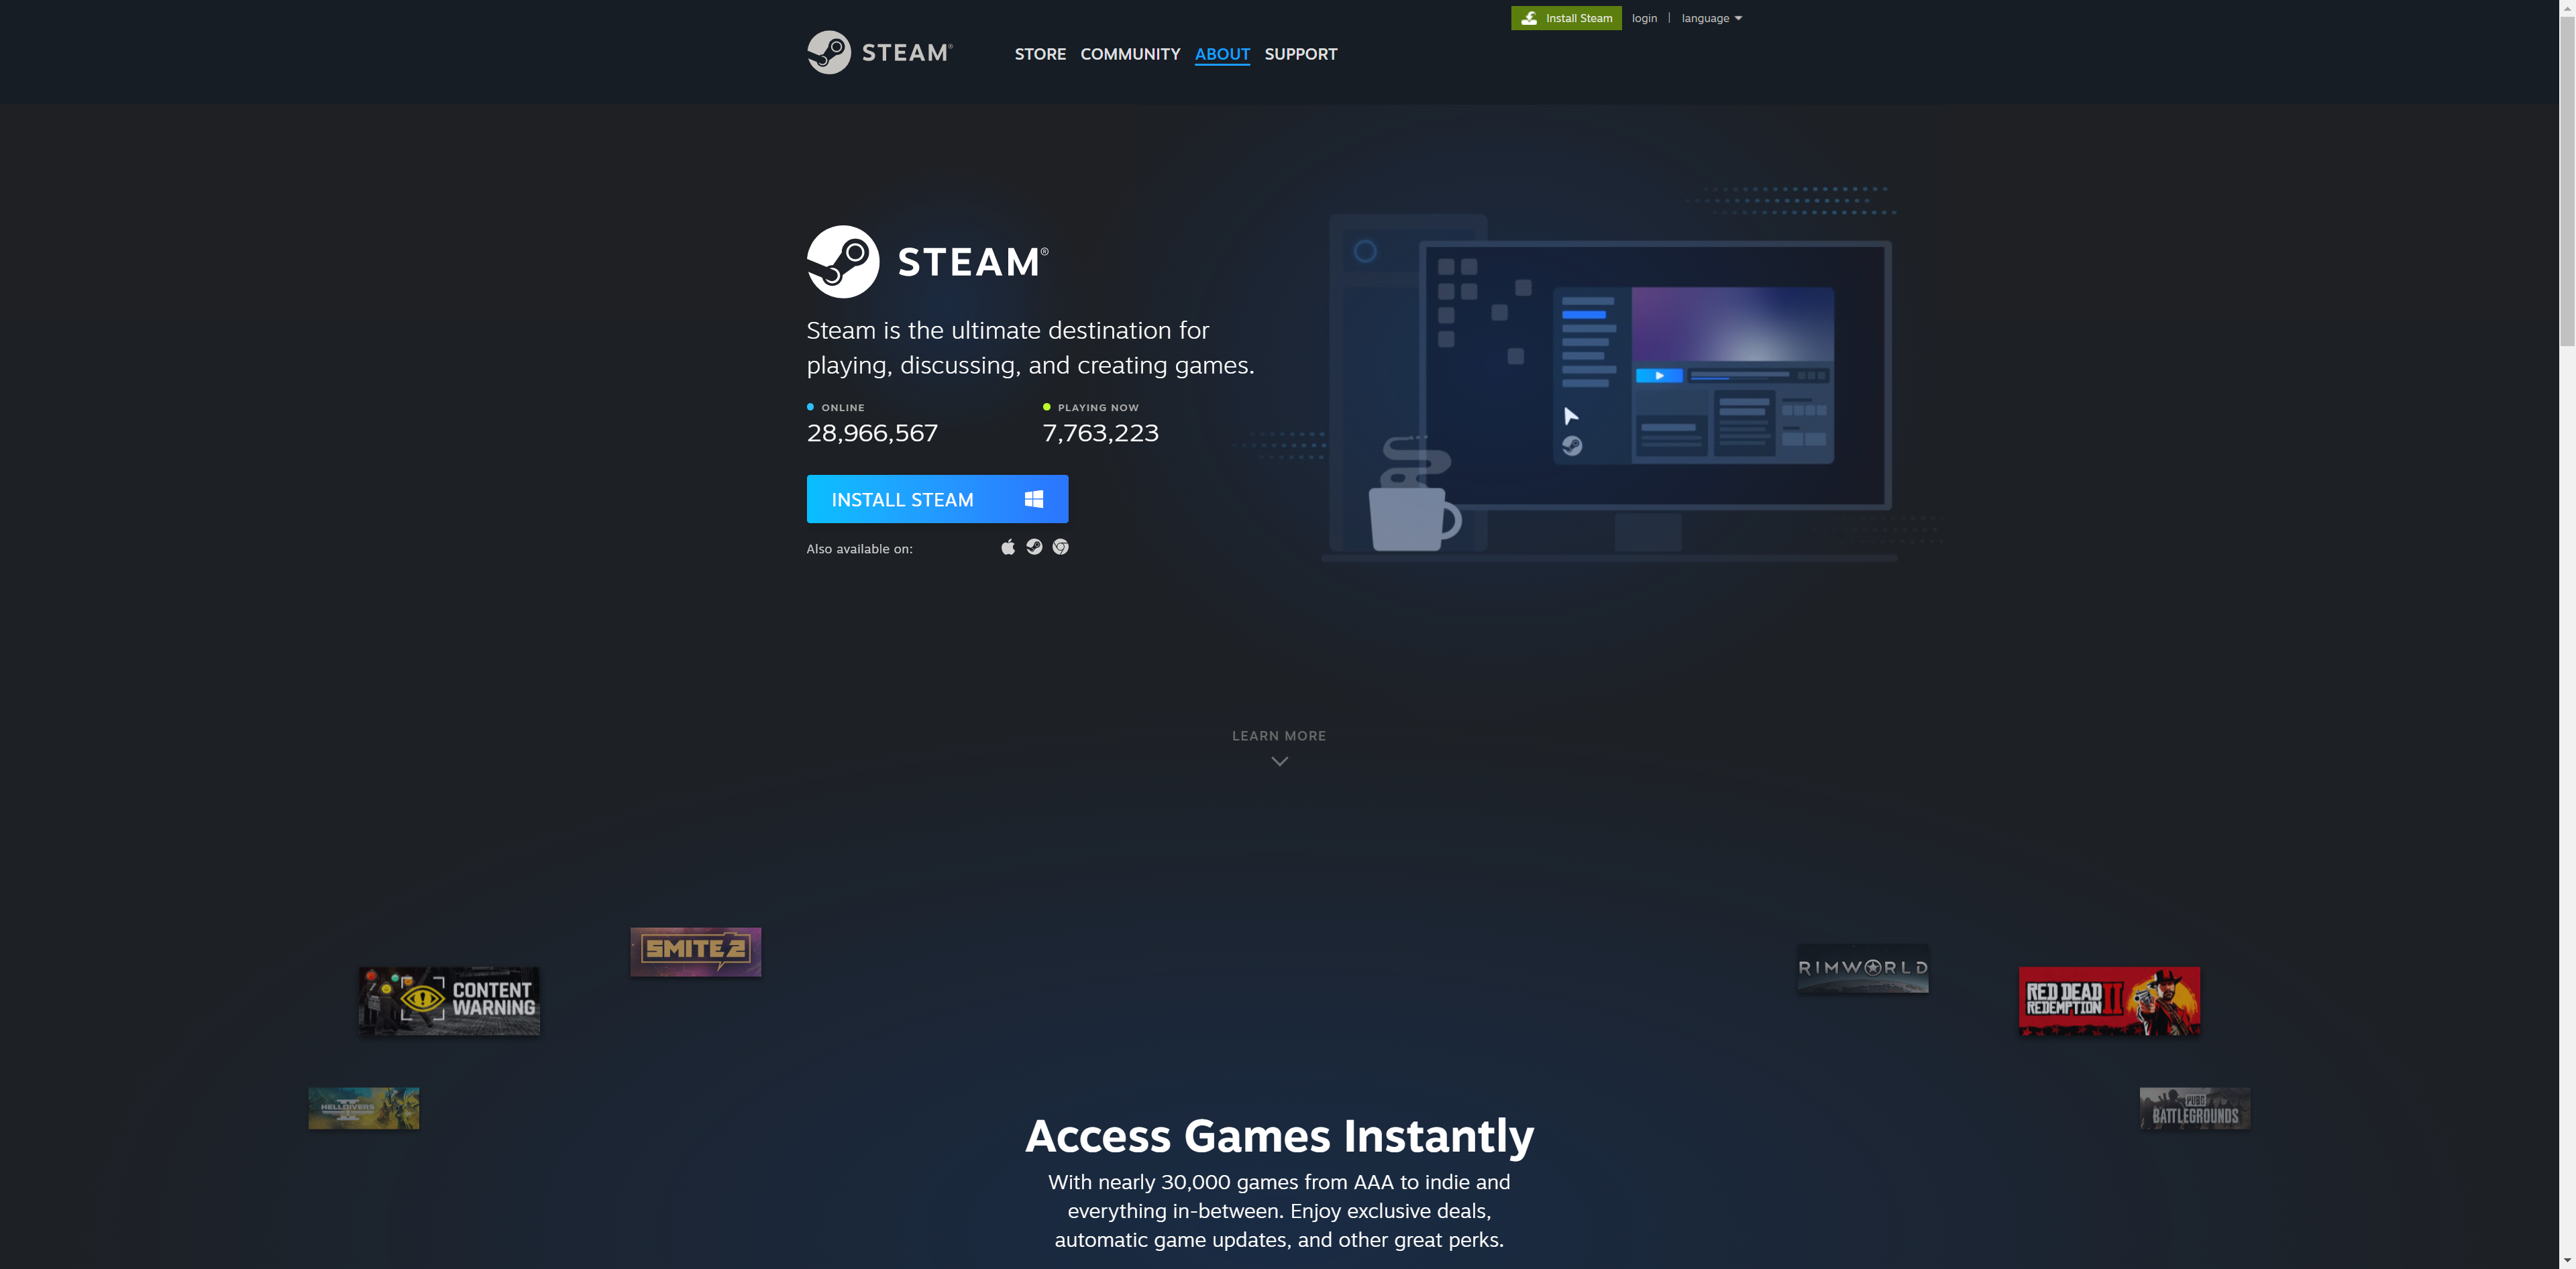 Install Steam
login | language
STEAM®
STORE COMMUNITY ABOUT SUPPORT
STEAM®
Steam is the ultimate destination for
playing, discussing, and creating games.
ONLINE
28,966,567
PLAYING NOW
7,763,223
INSTALL STEAM
Also available on:
LEARN MORE
SMITE 2
CONTENT
WARNING
RIMWORLD
RED DEAD
REDEMPTION II
HELLDIVERS
II
PUBG
BATTLEGROUNDS
Access Games Instantly
With nearly 30,000 games from AAA to indie and
everything in-between. Enjoy exclusive deals,
automatic game updates, and other great perks.